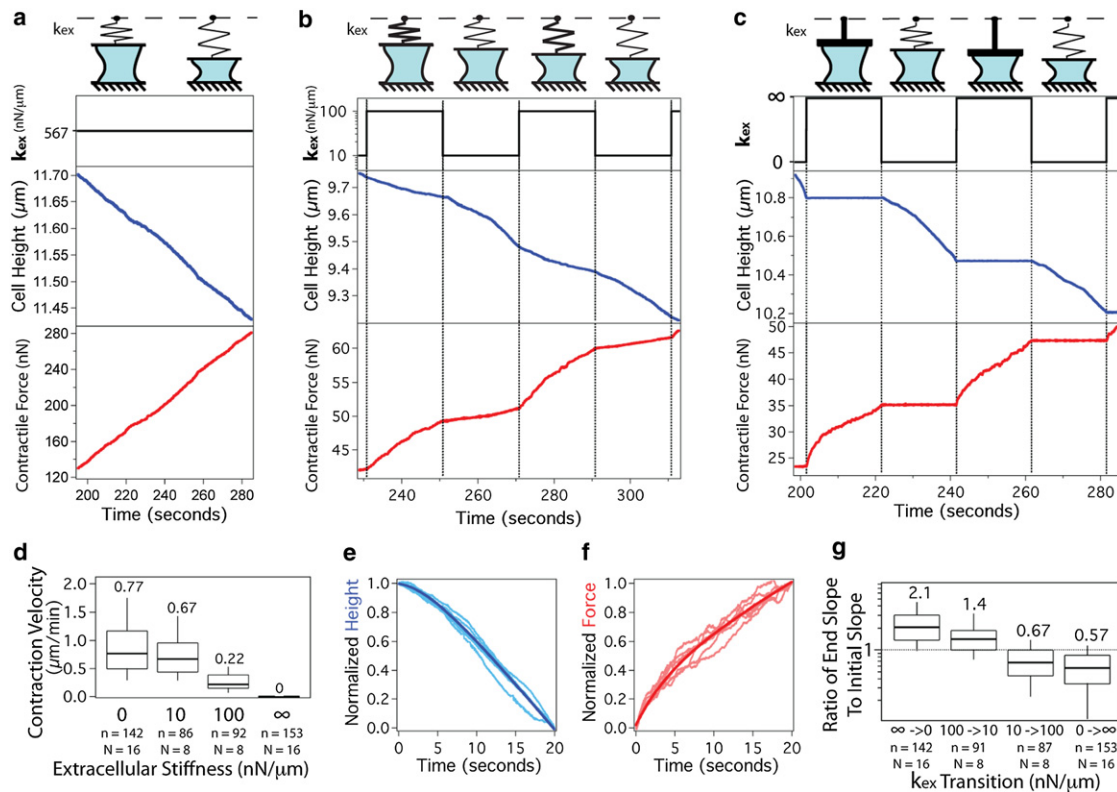 a
k_ex
k_ex (nN/μm)
567
Cell Height (μm)
11.70
11.65
11.60
11.55
11.50
11.45
Contractile Force (nN)
280
240
200
160
120
200 220 240 260 280
Time (seconds)
b
k_ex
k_ex (nN/μm)
100
10
Cell Height (μm)
9.7
9.6
9.5
9.4
9.3
Contractile Force (nN)
60
55
50
45
240 260 280 300
Time (seconds)
c
k_ex
k_ex
∞
0
Cell Height (μm)
10.8
10.6
10.4
10.2
Contractile Force (nN)
50
45
40
35
30
25
200 220 240 260 280
Time (seconds)
d
Contraction Velocity
(μm/min)
2.0
1.5
1.0
0.5
0.0
0.77
0.67
0.22
0
0 10 100 ∞
n = 142 n = 86 n = 92 n = 153
N = 16 N = 8 N = 8 N = 16
Extracellular Stiffness (nN/μm)
e
Normalized Height
1.0
0.8
0.6
0.4
0.2
0.0
0 5 10 15 20
Time (seconds)
f
Normalized Force
1.0
0.8
0.6
0.4
0.2
0.0
0 5 10 15 20
Time (seconds)
g
Ratio of End Slope
To Initial Slope
1
2.1
1.4
0.67
0.57
∞ ->0 100 ->10 10 ->100 0 ->∞
n = 142 n = 91 n = 87 n = 153
N = 16 N = 8 N = 8 N = 16
k_ex Transition (nN/μm)